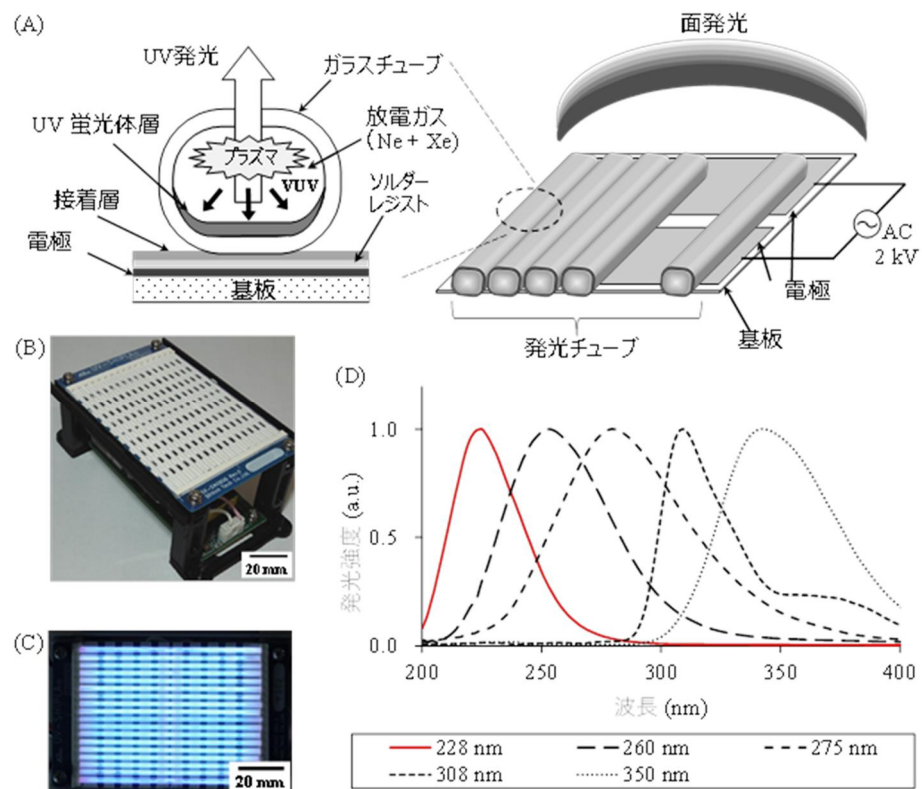 (A)
UV発光
ガラスチューブ
UV 蛍光体層
放電ガス
(Ne + Xe)
プラズマ
VUV
接着層
ソルダー
レジスト
電極
基板
面発光
AC
2 kV
電極
基板
発光チューブ
(B)
20 mm
(C)
20 mm
(D)
発光強度 (a.u.)
1.0
0.5
0.0
200
250
300
350
400
波長 (nm)
228 nm
260 nm
275 nm
308 nm
350 nm